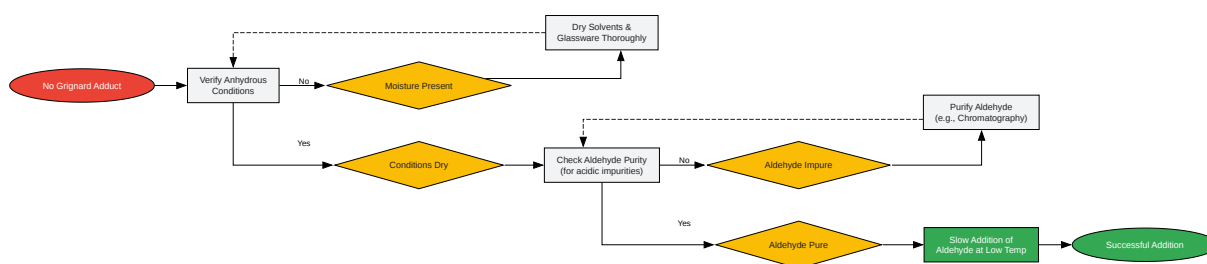 Dry Solvents &
Glassware Thoroughly
No Grignard Adduct
Verify Anhydrous
Conditions
No
Moisture Present
Purify Aldehyde
(e.g., Chromatography)
Yes
Conditions Dry
Check Aldehyde Purity
(for acidic impurities)
No
Aldehyde Impure
Yes
Aldehyde Pure
Slow Addition of
Aldehyde at Low Temp
Successful Addition